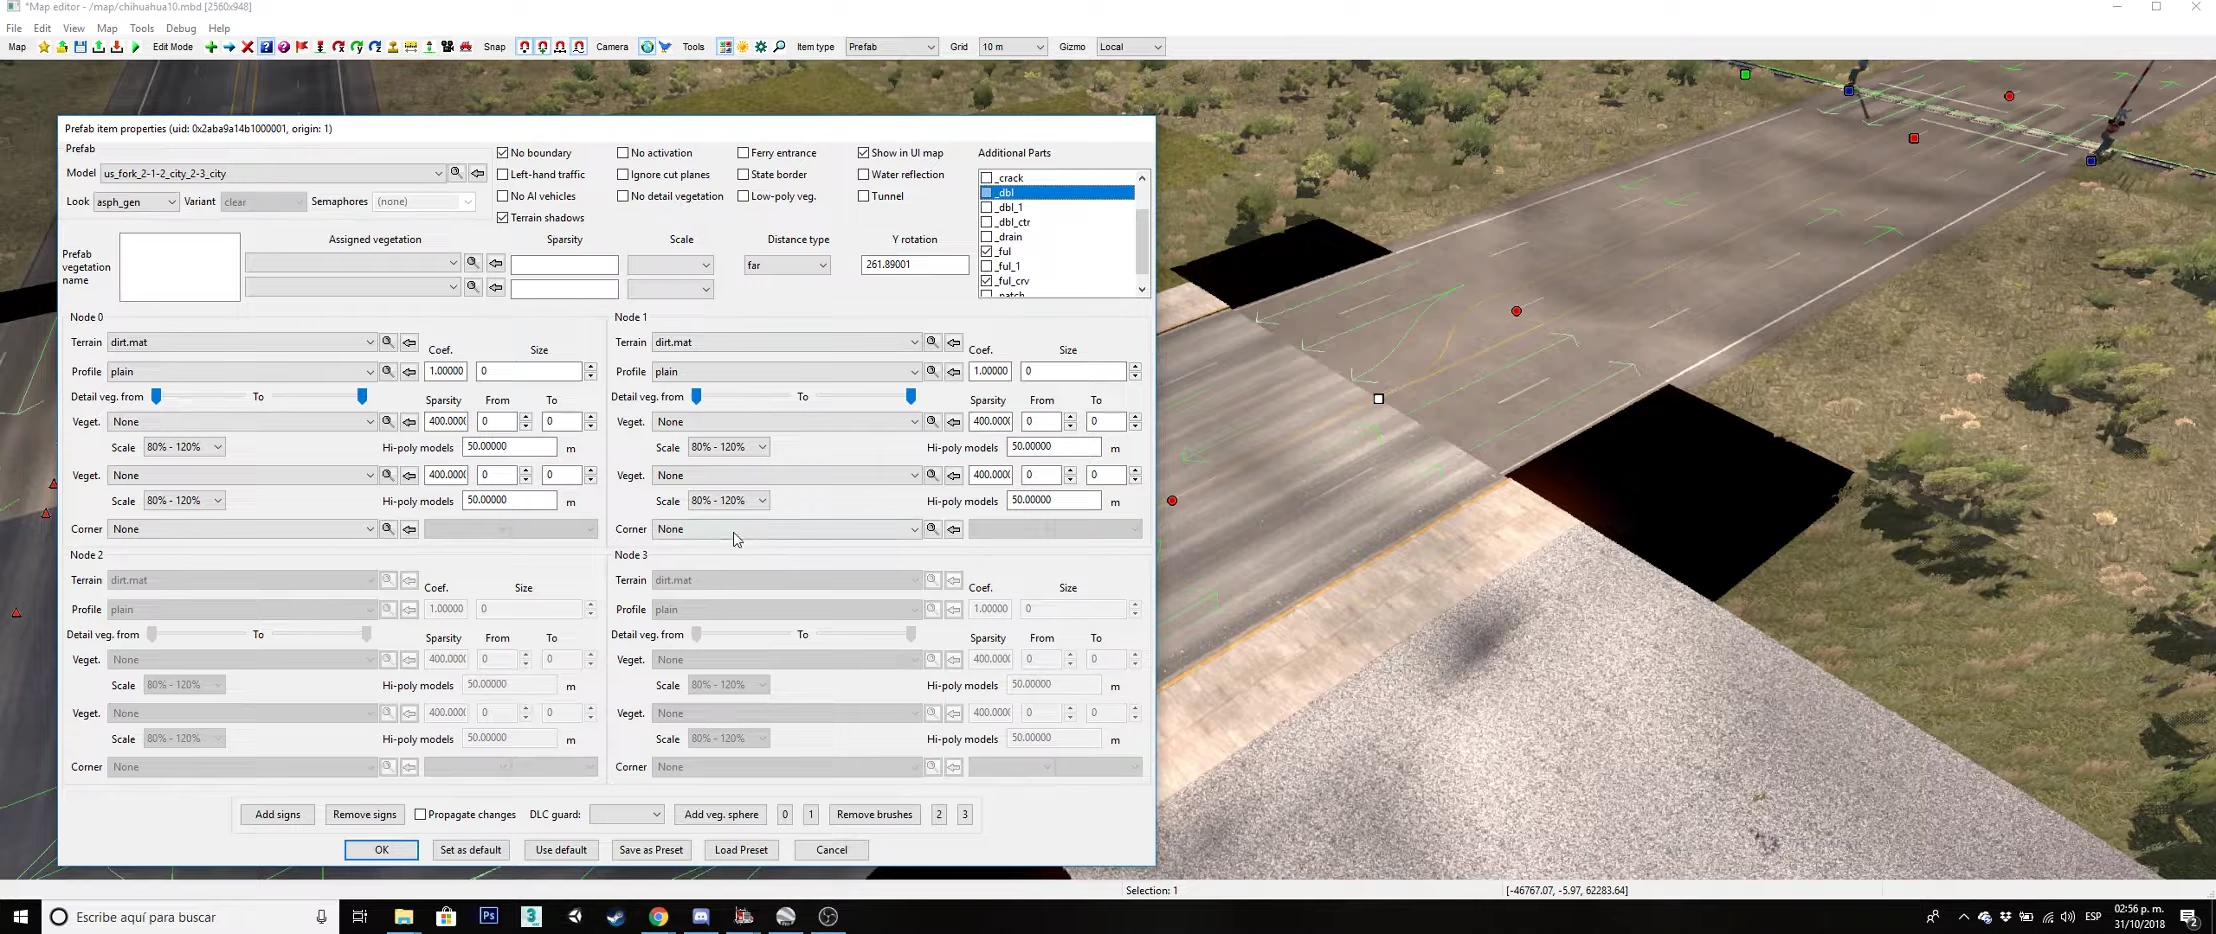 *Map editor - /map/chihuahua10.mbd [2560x948]
File Edit View Map Tools Debug Help
Map Edit Mode Snap Camera Tools Item type Prefab Grid 10 m Gizmo Local
Prefab item properties (uid: 0x2aba9a14b1000001, origin: 1)
Prefab
Model us_fork_2-1-2_city_2-3_city
Look asph_gen Variant clear Semaphores (none)
No boundary No activation Ferry entrance Show in UI map
Left-hand traffic Ignore cut planes State border Water reflection
No AI vehicles No detail vegetation Low-poly veg. Tunnel
Terrain shadows
Additional Parts
_crack
_dbl
_dbl_1
_dbl_ctr
_drain
_ful
_ful_1
_ful_crv
_patch
Assigned vegetation Sparsity Scale Distance type Y rotation
Prefab
vegetation
name
far 261.89001
Node 0
Terrain dirt.mat
Coef. Size
Profile plain 1.00000 0
Detail veg. from To
Sparsity From To
Veget. None 400.000( 0 0
Scale 80% - 120% Hi-poly models 50.00000 m
Veget. None 400.000( 0 0
Scale 80% - 120% Hi-poly models 50.00000 m
Corner None
Node 1
Terrain dirt.mat
Coef. Size
Profile plain 1.00000 0
Detail veg. from To
Sparsity From To
Veget. None 400.000( 0 0
Scale 80% - 120% Hi-poly models 50.00000 m
Veget. None 400.000( 0 0
Scale 80% - 120% Hi-poly models 50.00000 m
Corner None
Node 2
Terrain dirt.mat
Coef. Size
Profile plain 1.00000 0
Detail veg. from To
Sparsity From To
Veget. None 400.000( 0 0
Scale 80% - 120% Hi-poly models 50.00000 m
Veget. None 400.000( 0 0
Scale 80% - 120% Hi-poly models 50.00000 m
Corner None
Node 3
Terrain dirt.mat
Coef. Size
Profile plain 1.00000 0
Detail veg. from To
Sparsity From To
Veget. None 400.000( 0 0
Scale 80% - 120% Hi-poly models 50.00000 m
Veget. None 400.000( 0 0
Scale 80% - 120% Hi-poly models 50.00000 m
Corner None
Add signs Remove signs Propagate changes DLC guard: Add veg. sphere 0 1 Remove brushes 2 3
OK Set as default Use default Save as Preset Load Preset Cancel
Selection: 1 [-46767.07, -5.97, 62283.64]
Escribe aquí para buscar
Ps
3
ESP
02:56 p. m.
31/10/2018
2